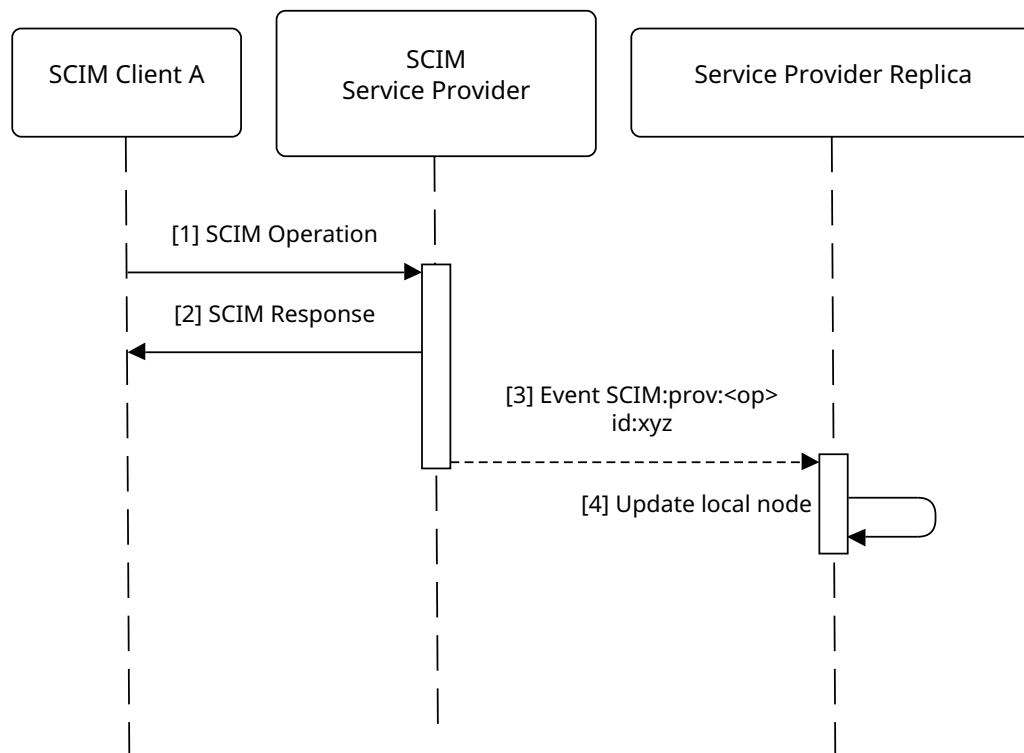 SCIM Client A
SCIM
Service Provider
Service Provider Replica
[1] SCIM Operation
[2] SCIM Response
[3] Event SCIM:prov:<op>
id:xyz
[4] Update local node